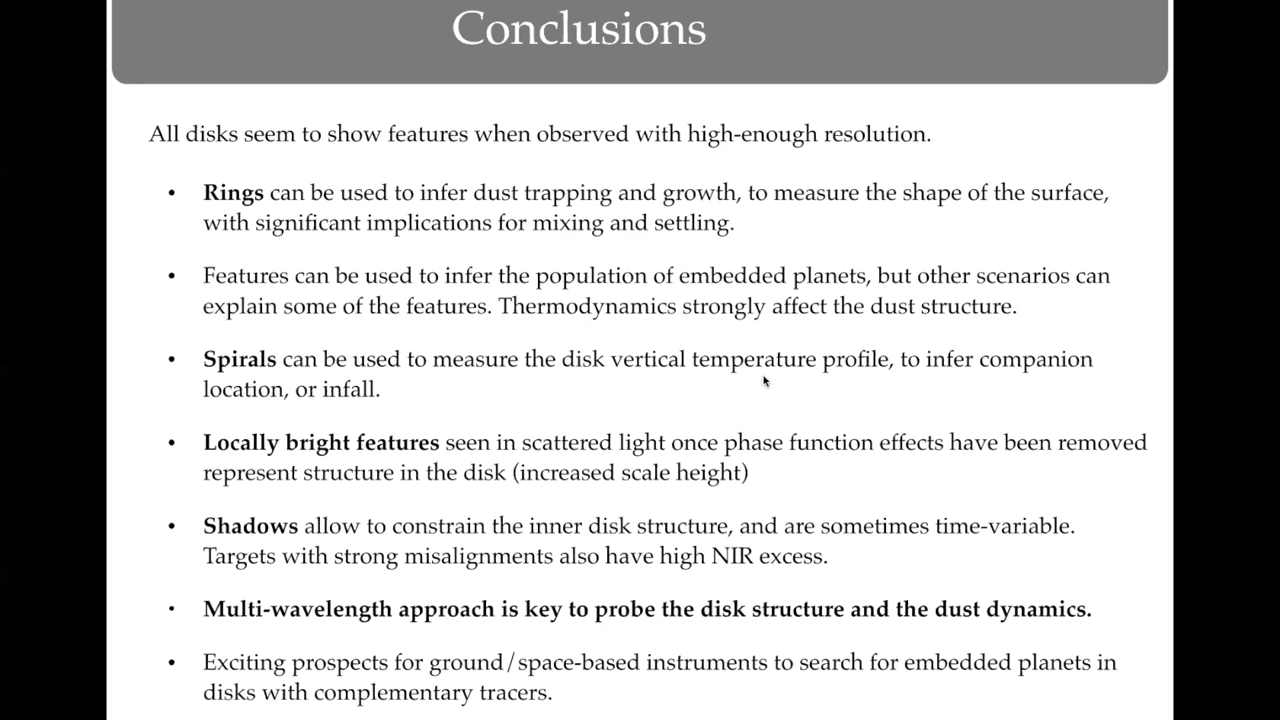 Conclusions
All disks seem to show features when observed with high-enough resolution.
• Rings can be used to infer dust trapping and growth, to measure the shape of the surface,
with significant implications for mixing and settling.
• Features can be used to infer the population of embedded planets, but other scenarios can
explain some of the features. Thermodynamics strongly affect the dust structure.
• Spirals can be used to measure the disk vertical temperature profile, to infer companion
location, or infall.
• Locally bright features seen in scattered light once phase function effects have been removed
represent structure in the disk (increased scale height)
• Shadows allow to constrain the inner disk structure, and are sometimes time-variable.
Targets with strong misalignments also have high NIR excess.
• Multi-wavelength approach is key to probe the disk structure and the dust dynamics.
• Exciting prospects for ground/space-based instruments to search for embedded planets in
disks with complementary tracers.